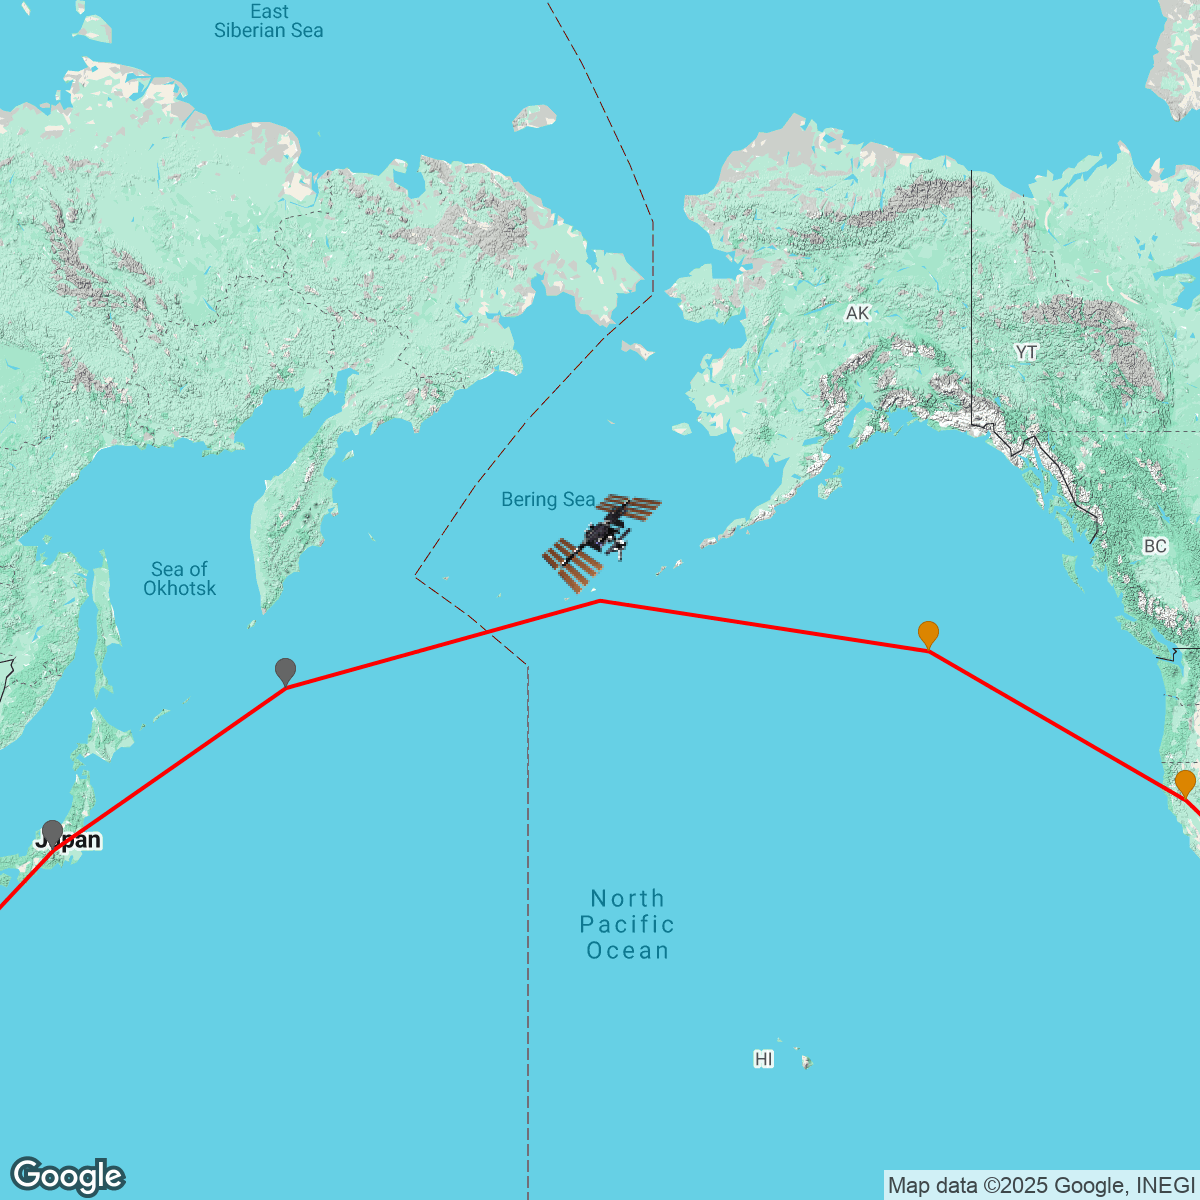 East
Siberian Sea
AK
YT
Bering Sea
BC
Sea of
Okhotsk
Japan
North
Pacific
Ocean
HI
Google
Map data ©2025 Google, INEGI